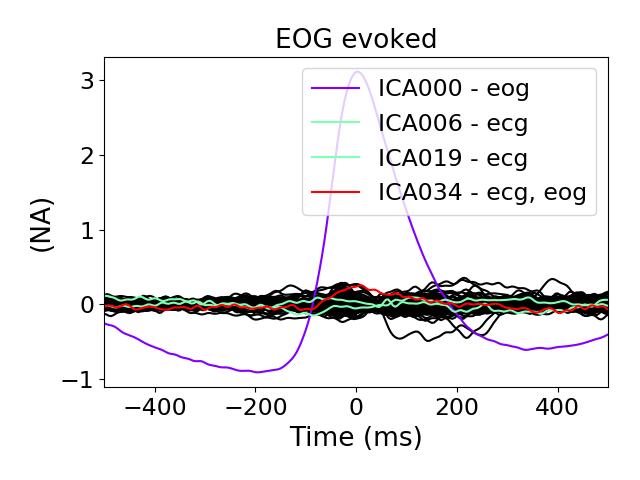 EOG evoked
3
2
1
0
−1
(NA)
ICA000 - eog
ICA006 - ecg
ICA019 - ecg
ICA034 - ecg, eog
−400 −200 0 200 400
Time (ms)